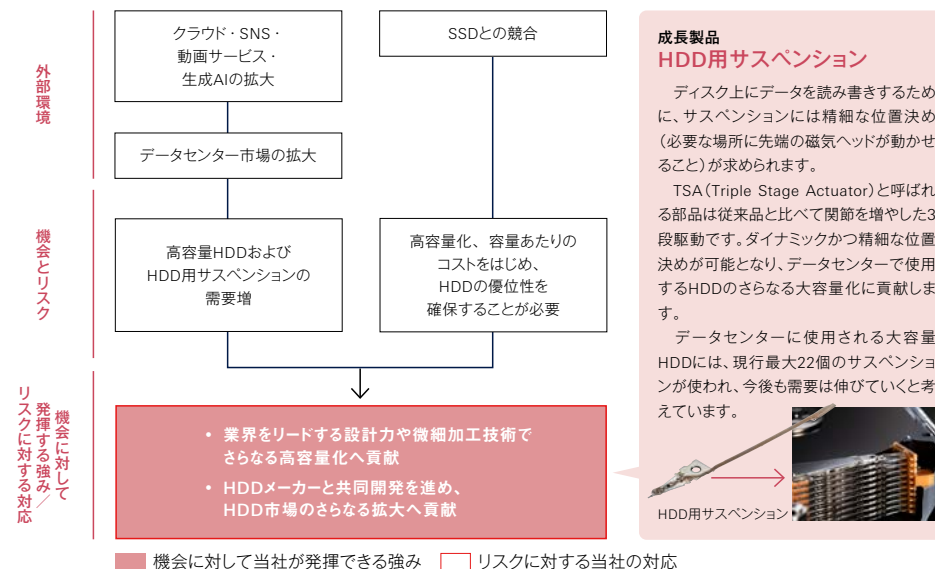 外部環境
クラウド・SNS・
動画サービス・
生成AIの拡大
SSDとの競合
データセンター市場の拡大
機会とリスク
高容量HDDおよび
HDD用サスペンションの
需要増
高容量化、容量あたりの
コストをはじめ、
HDDの優位性を
確保することが必要
機会に対して
発揮する強み／
リスクに対する対応
• 業界をリードする設計力や微細加工技術で
さらなる高容量化へ貢献
• HDDメーカーと共同開発を進め、
HDD市場のさらなる拡大へ貢献
機会に対して当社が発揮できる強み
リスクに対する当社の対応
成長製品
HDD用サスペンション
ディスク上にデータを読み書きするため
に、サスペンションには精細な位置決め
（必要な場所に先端の磁気ヘッドが動かせ
ること）が求められます。
TSA（Triple Stage Actuator）と呼ばれ
る部品は従来品と比べて関節を増やした3
段駆動です。ダイナミックかつ精細な位置
決めが可能となり、データセンターで使用
するHDDのさらなる大容量化に貢献しま
す。
データセンターに使用される大容量
HDDには、現行最大22個のサスペンショ
ンが使われ、今後も需要は伸びていくと考
えています。
HDD用サスペンション